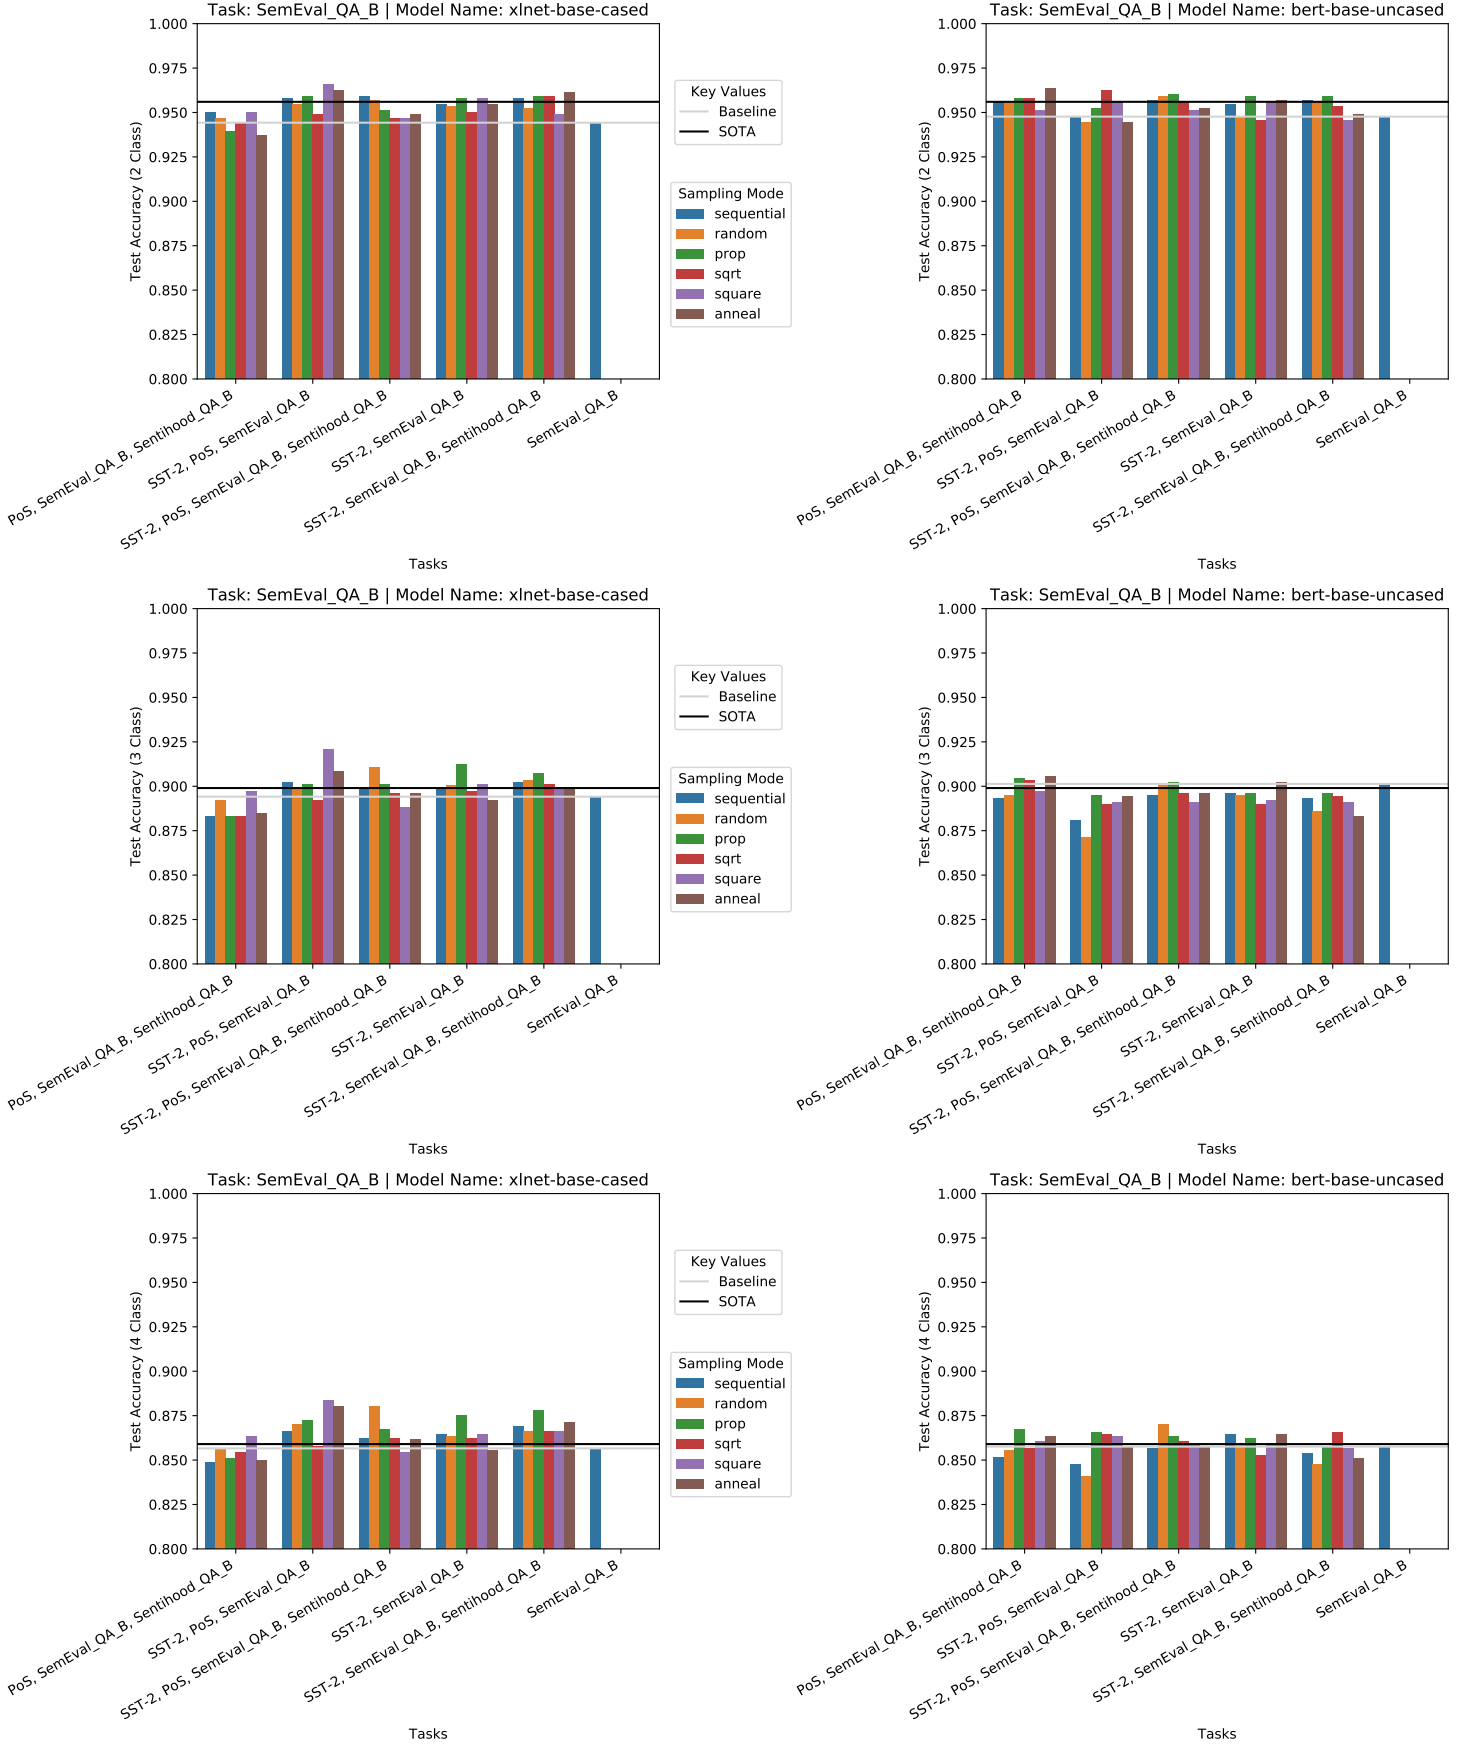 Task: SemEval_QA_B | Model Name: xlnet-base-cased
Test Accuracy (2 Class)
1.000
0.975
0.950
0.925
0.900
0.875
0.850
0.825
0.800
PoS, SemEval_QA_B, Sentihood_QA_B
SST-2, PoS, SemEval_QA_B
SST-2, PoS, SemEval_QA_B, Sentihood_QA_B
SST-2, SemEval_QA_B
SST-2, SemEval_QA_B, Sentihood_QA_B
SemEval_QA_B
Tasks
Key Values
Baseline
SOTA
Sampling Mode
sequential
random
prop
sqrt
square
anneal
Task: SemEval_QA_B | Model Name: bert-base-uncased
Test Accuracy (2 Class)
1.000
0.975
0.950
0.925
0.900
0.875
0.850
0.825
0.800
PoS, SemEval_QA_B, Sentihood_QA_B
SST-2, PoS, SemEval_QA_B
SST-2, PoS, SemEval_QA_B, Sentihood_QA_B
SST-2, SemEval_QA_B
SST-2, SemEval_QA_B, Sentihood_QA_B
SemEval_QA_B
Tasks
Task: SemEval_QA_B | Model Name: xlnet-base-cased
Test Accuracy (3 Class)
1.000
0.975
0.950
0.925
0.900
0.875
0.850
0.825
0.800
PoS, SemEval_QA_B, Sentihood_QA_B
SST-2, PoS, SemEval_QA_B
SST-2, PoS, SemEval_QA_B, Sentihood_QA_B
SST-2, SemEval_QA_B
SST-2, SemEval_QA_B, Sentihood_QA_B
SemEval_QA_B
Tasks
Key Values
Baseline
SOTA
Sampling Mode
sequential
random
prop
sqrt
square
anneal
Task: SemEval_QA_B | Model Name: bert-base-uncased
Test Accuracy (3 Class)
1.000
0.975
0.950
0.925
0.900
0.875
0.850
0.825
0.800
PoS, SemEval_QA_B, Sentihood_QA_B
SST-2, PoS, SemEval_QA_B
SST-2, PoS, SemEval_QA_B, Sentihood_QA_B
SST-2, SemEval_QA_B
SST-2, SemEval_QA_B, Sentihood_QA_B
SemEval_QA_B
Tasks
Task: SemEval_QA_B | Model Name: xlnet-base-cased
Test Accuracy (4 Class)
1.000
0.975
0.950
0.925
0.900
0.875
0.850
0.825
0.800
PoS, SemEval_QA_B, Sentihood_QA_B
SST-2, PoS, SemEval_QA_B
SST-2, PoS, SemEval_QA_B, Sentihood_QA_B
SST-2, SemEval_QA_B
SST-2, SemEval_QA_B, Sentihood_QA_B
SemEval_QA_B
Tasks
Key Values
Baseline
SOTA
Sampling Mode
sequential
random
prop
sqrt
square
anneal
Task: SemEval_QA_B | Model Name: bert-base-uncased
Test Accuracy (4 Class)
1.000
0.975
0.950
0.925
0.900
0.875
0.850
0.825
0.800
PoS, SemEval_QA_B, Sentihood_QA_B
SST-2, PoS, SemEval_QA_B
SST-2, PoS, SemEval_QA_B, Sentihood_QA_B
SST-2, SemEval_QA_B
SST-2, SemEval_QA_B, Sentihood_QA_B
SemEval_QA_B
Tasks